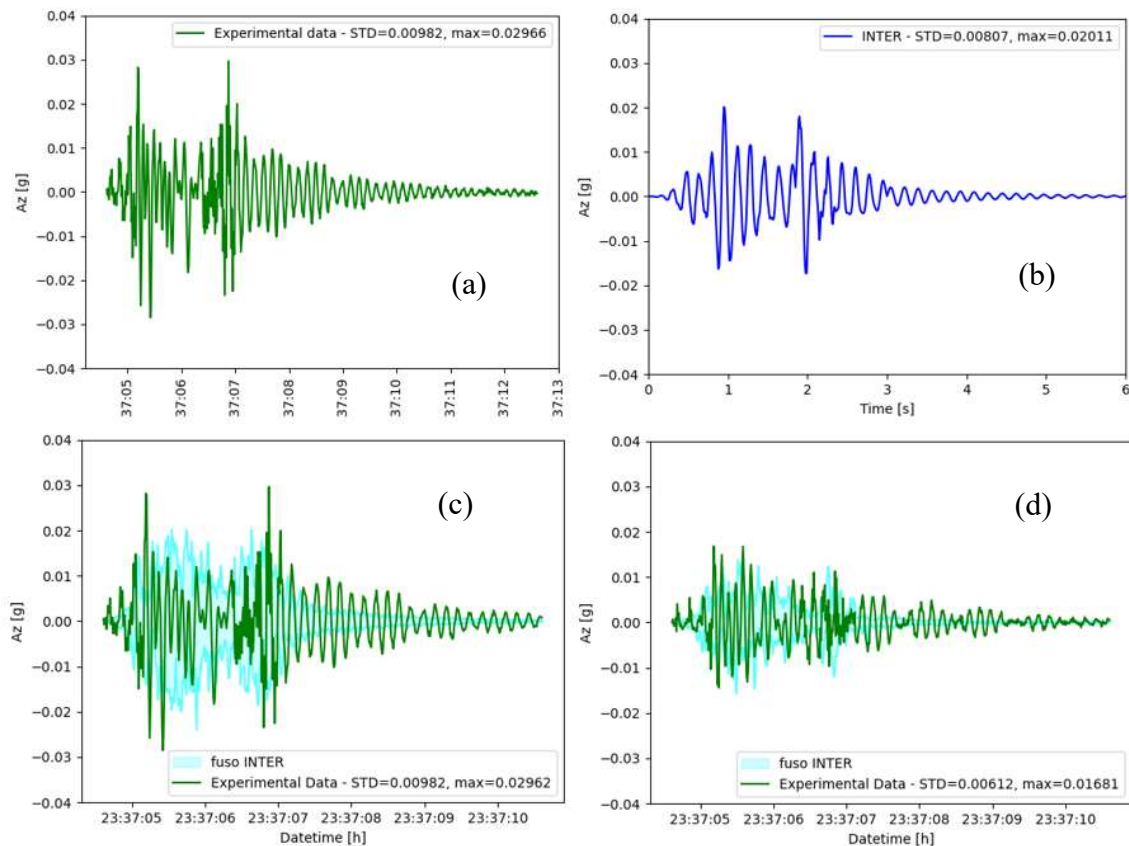 0.04
0.03
0.02
0.01
0.00
−0.01
−0.02
−0.03
−0.04
Az [g]
Experimental data - STD=0.00982, max=0.02966
(a)
37:05
37:06
37:07
37:08
37:09
37:10
37:11
37:12
37:13
0.04
0.03
0.02
0.01
0.00
−0.01
−0.02
−0.03
−0.04
Az [g]
INTER - STD=0.00807, max=0.02011
(b)
0 1 2 3 4 5 6
Time [s]
0.04
0.03
0.02
0.01
0.00
−0.01
−0.02
−0.03
−0.04
Az [g]
(c)
fuso INTER
Experimental Data - STD=0.00982, max=0.02962
23:37:05 23:37:06 23:37:07 23:37:08 23:37:09 23:37:10
Datetime [h]
0.04
0.03
0.02
0.01
0.00
−0.01
−0.02
−0.03
−0.04
Az [g]
(d)
fuso INTER
Experimental Data - STD=0.00612, max=0.01681
23:37:05 23:37:06 23:37:07 23:37:08 23:37:09 23:37:10
Datetime [h]